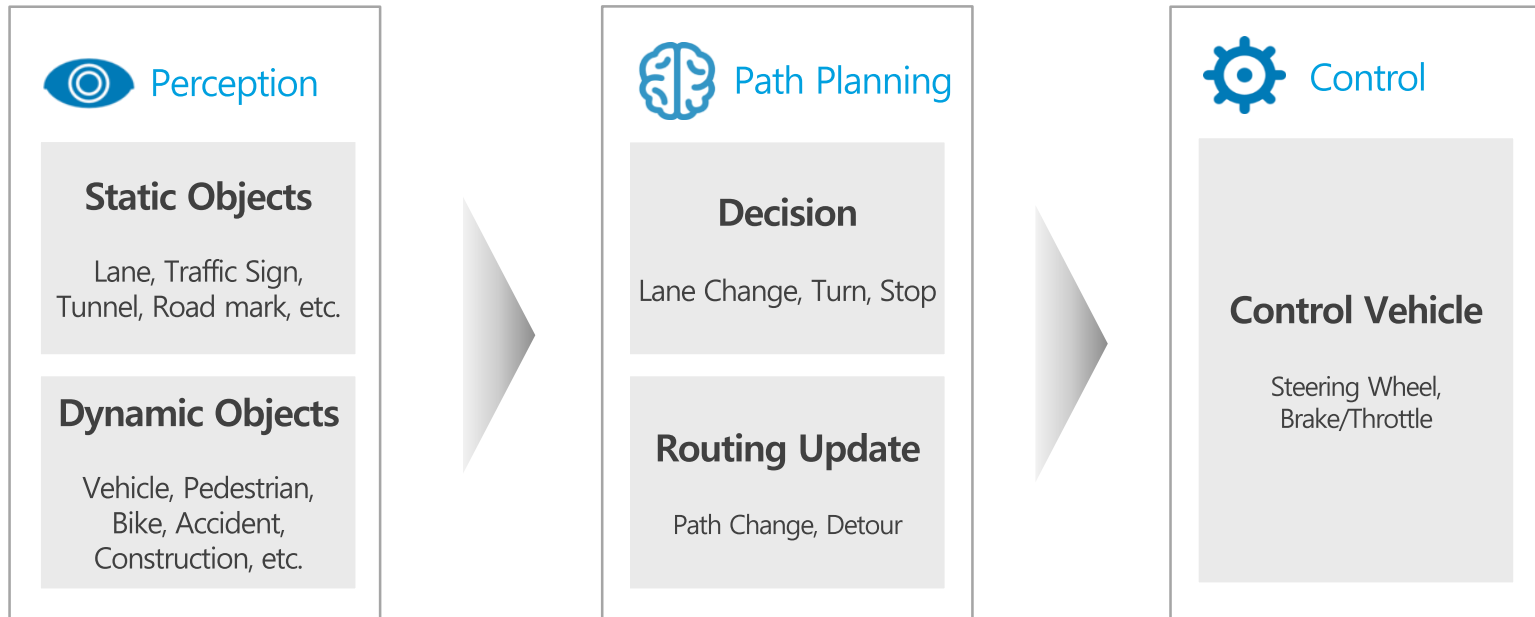 Perception
Static Objects
Lane, Traffic Sign,
Tunnel, Road mark, etc.
Dynamic Objects
Vehicle, Pedestrian,
Bike, Accident,
Construction, etc.
Path Planning
Decision
Lane Change, Turn, Stop
Routing Update
Path Change, Detour
Control
Control Vehicle
Steering Wheel,
Brake/Throttle